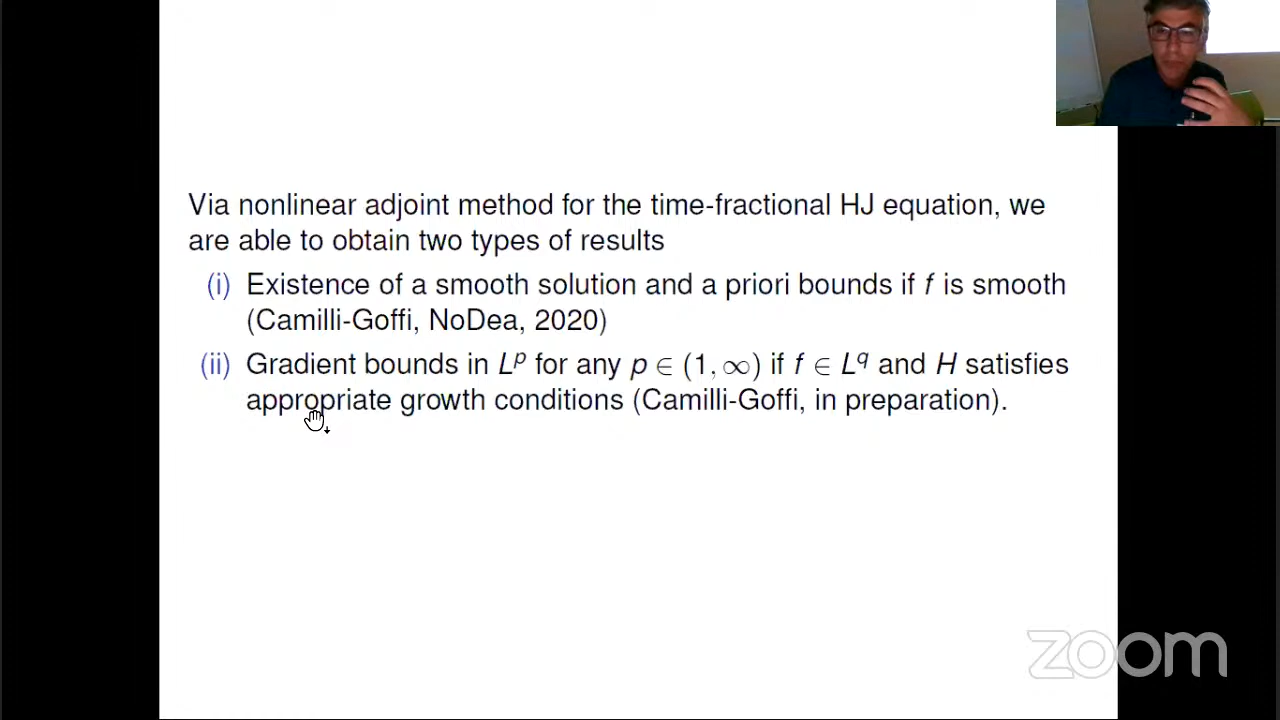 Via nonlinear adjoint method for the time-fractional HJ equation, we
are able to obtain two types of results
(i) Existence of a smooth solution and a priori bounds if f is smooth
(Camilli-Goffi, NoDea, 2020)
(ii) Gradient bounds in Lᵖ for any p ∈ (1, ∞) if f ∈ L^q and H satisfies
appropriate growth conditions (Camilli-Goffi, in preparation).
zoom